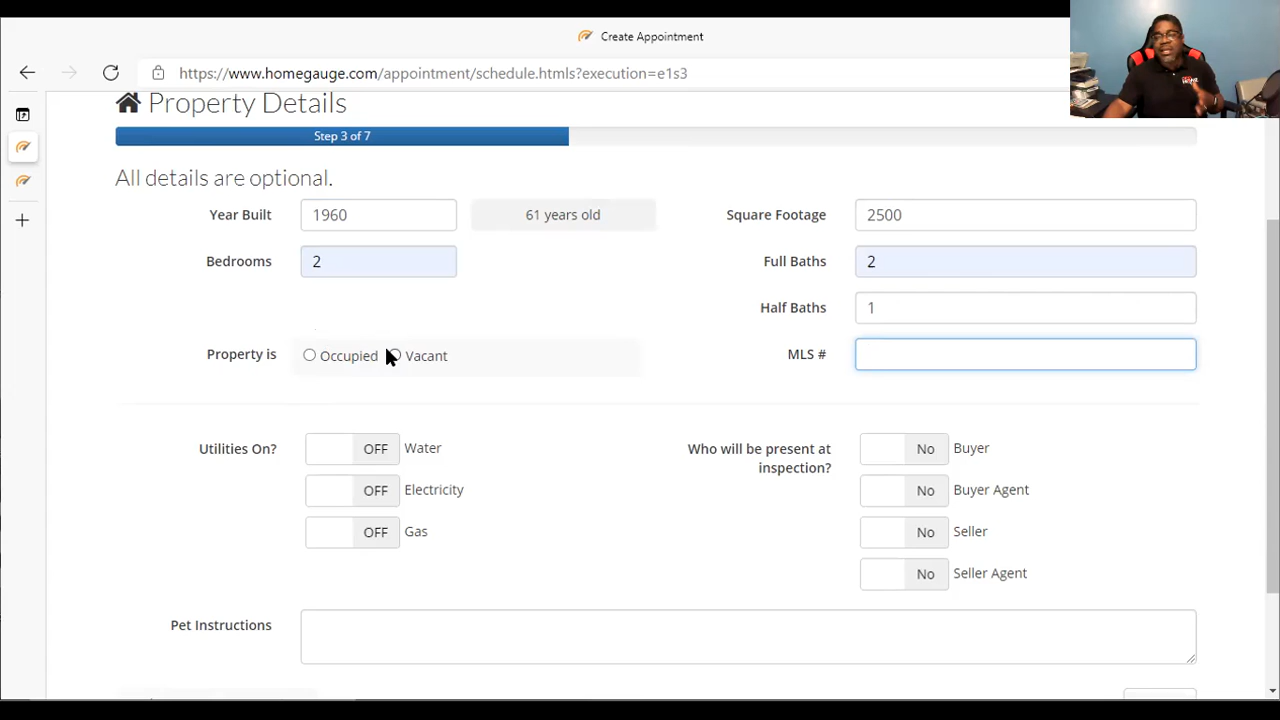 Create Appointment
https://www.homegauge.com/appointment/schedule.htmls?execution=e1s3
Property Details
Step 3 of 7
All details are optional.
Year Built 1960 61 years old Square Footage 2500
Bedrooms 2 Full Baths 2
Half Baths 1
Property is Occupied Vacant MLS #
Utilities On? OFF Water Who will be present at inspection? No Buyer
OFF Electricity No Buyer Agent
OFF Gas No Seller
No Seller Agent
Pet Instructions